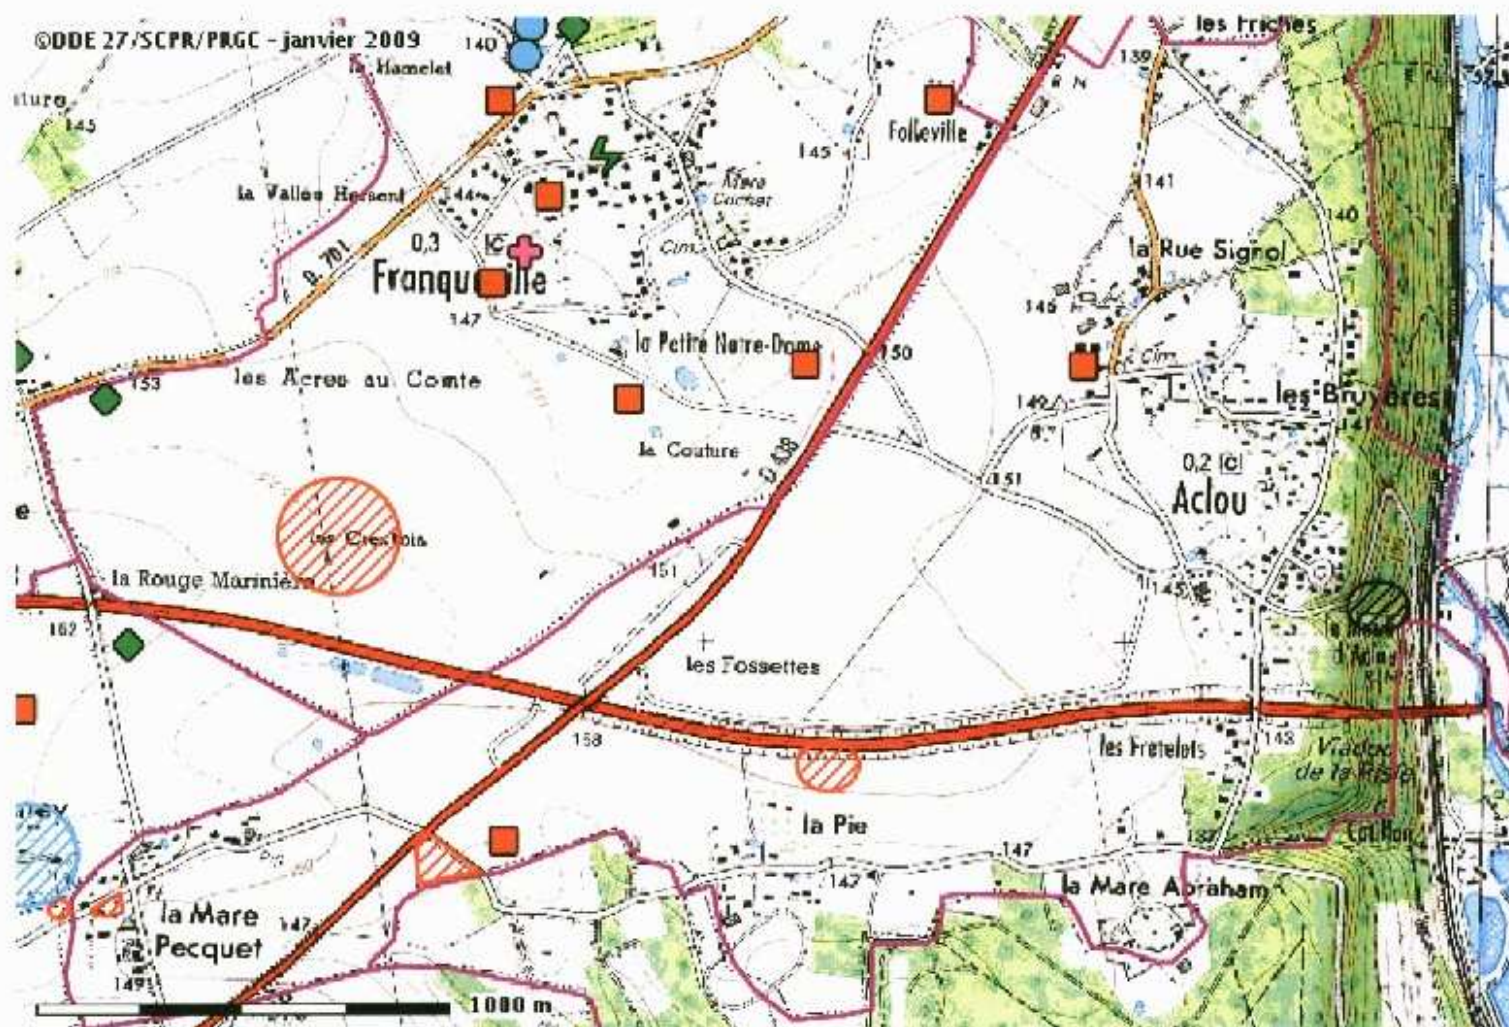 ©DDE 27/SCPR/PRGC - janvier 2009
140
le Hamelet
les Friches
139
145
Folleville
145
la Vallée Hersent
144
Mare
Cochet
141
140
0,3
Cim.
la Rue Signol
D 701
Franqueville
146
147
la Petite Notre-Dame
150
Cim.
153
les Acres au Comte
149
les Bruyères
141
la Couture
D 438
0,2
151
Aclou
la Rouge Marinière
151
145
162
les Fossettes
158
les Fretelots
143
Viaduc
de la Risle
la Pie
137
147
147
la Mare Abraham
la Mare
Pecquet
147
149
1000 m